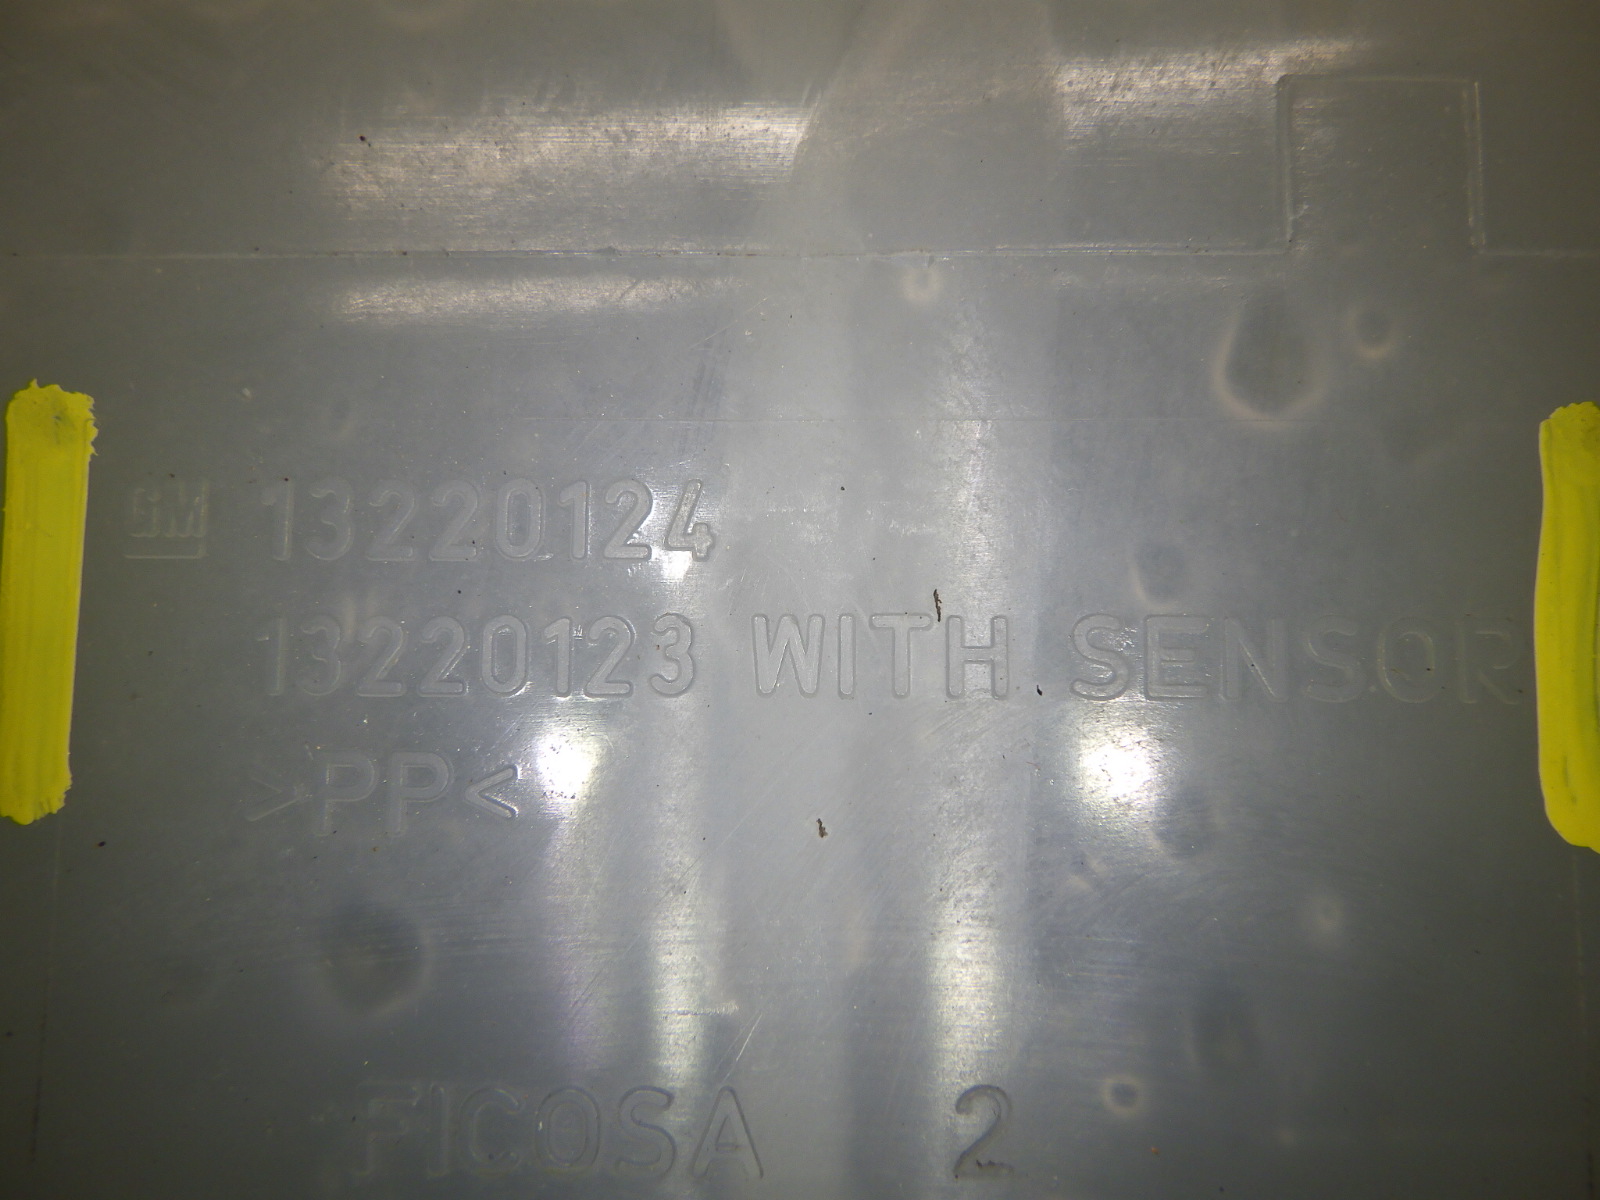 GM 13220124
13220123 WITH SENSOR
>PP<
FICOSA 2